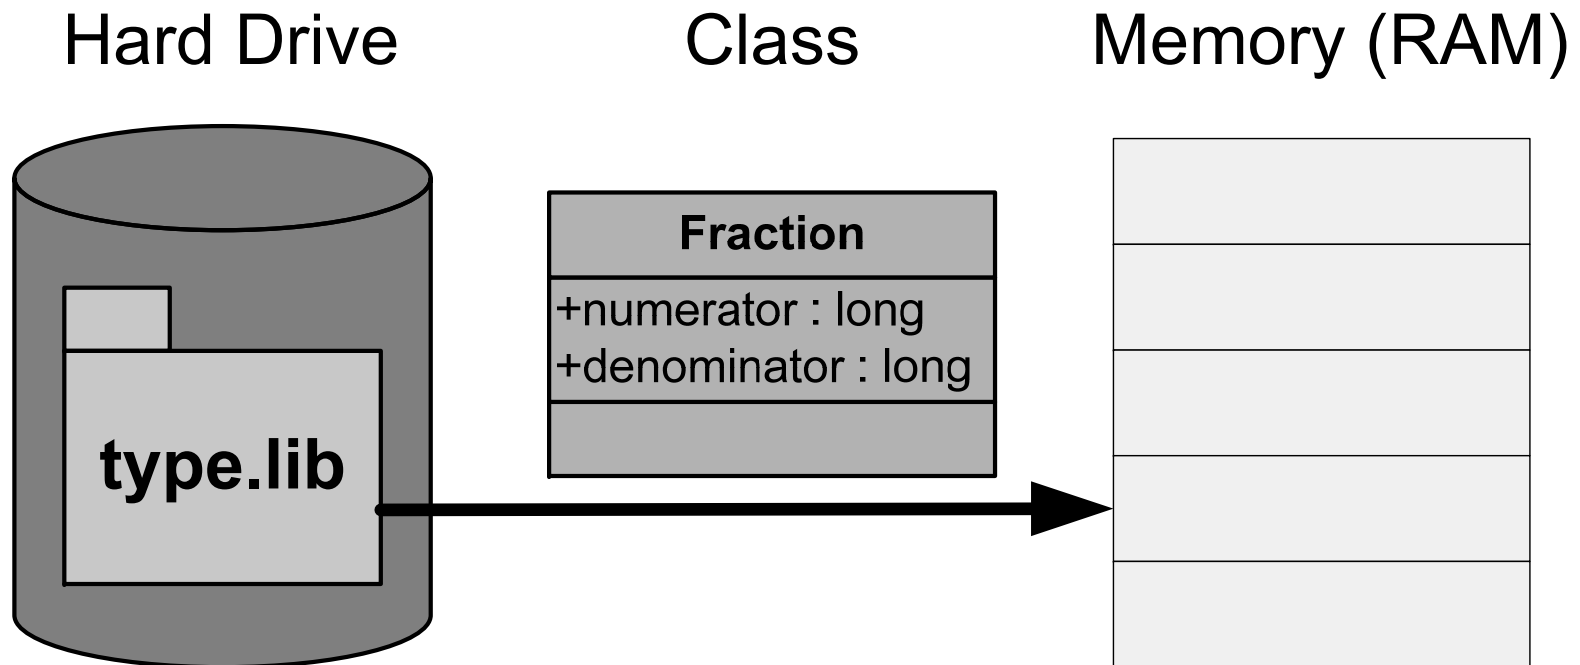 Hard Drive
Class
Memory (RAM)
Fraction
+numerator : long
+denominator : long
type.lib